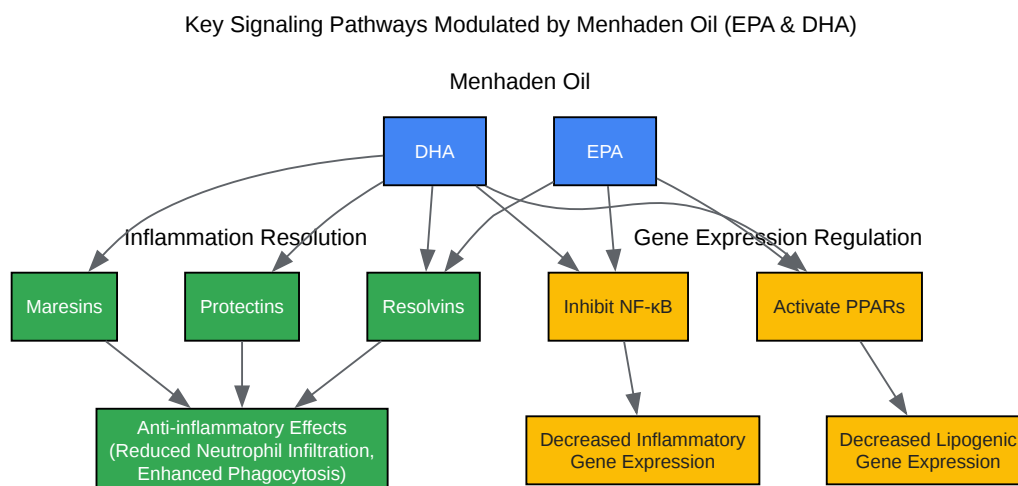 Key Signaling Pathways Modulated by Menhaden Oil (EPA & DHA)
Menhaden Oil
DHA
EPA
Inflammation Resolution
Gene Expression Regulation
Maresins
Protectins
Resolvins
Inhibit NF-κB
Activate PPARs
Anti-inflammatory Effects
(Reduced Neutrophil Infiltration,
Enhanced Phagocytosis)
Decreased Inflammatory
Gene Expression
Decreased Lipogenic
Gene Expression